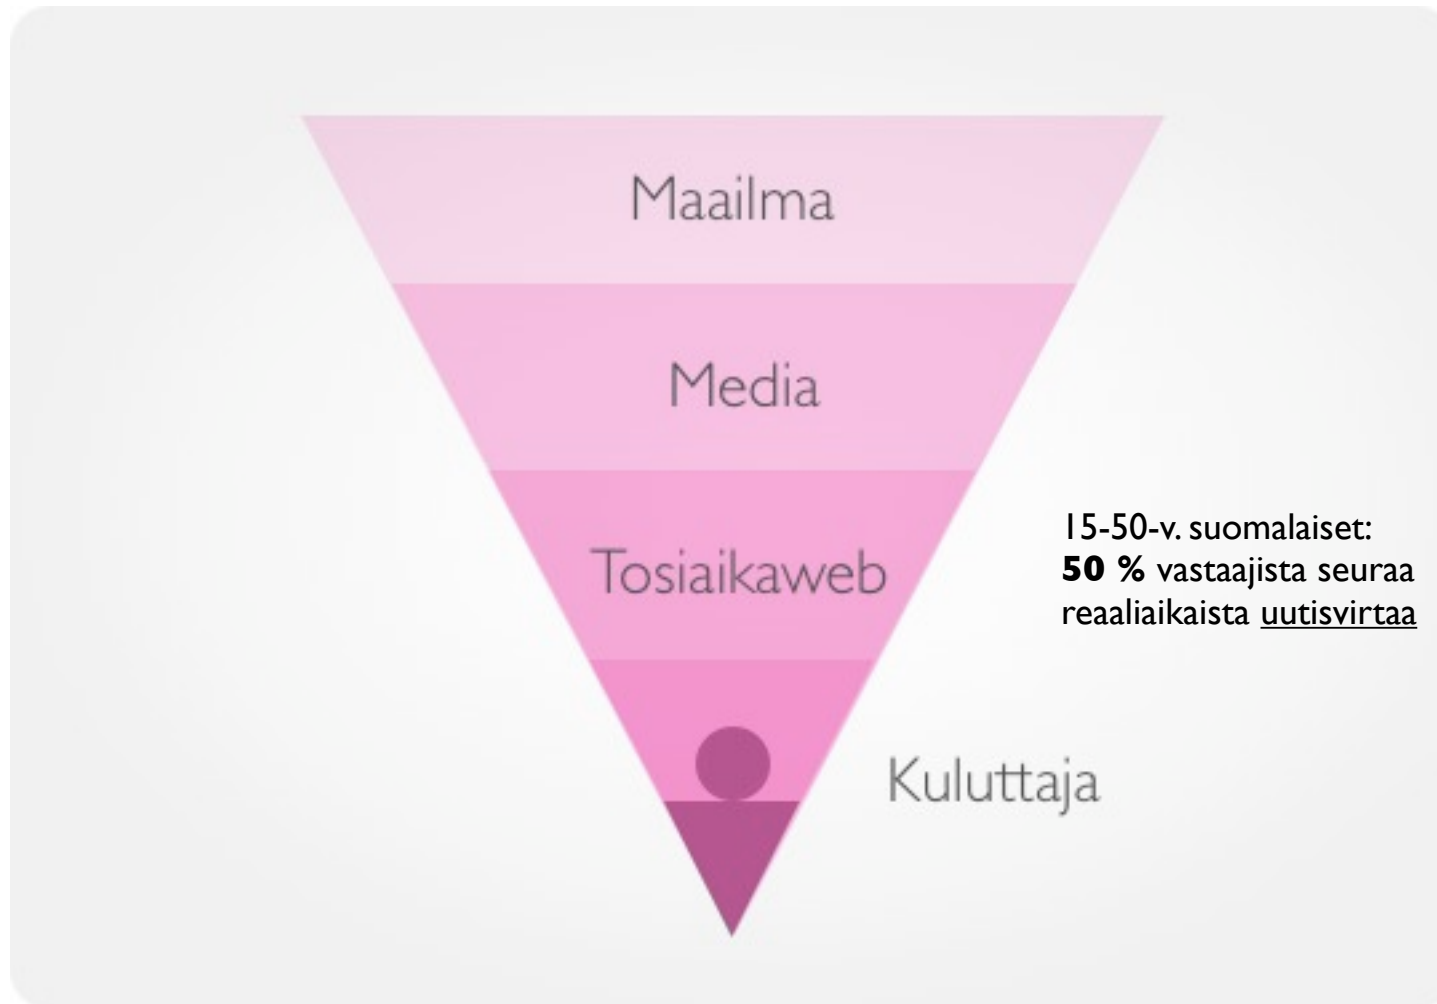 Maailma
Media
Tosiaikaweb
15-50-v. suomalaiset:
50 % vastaajista seuraa
reaaliaikaista uutisvirtaa
Kuluttaja